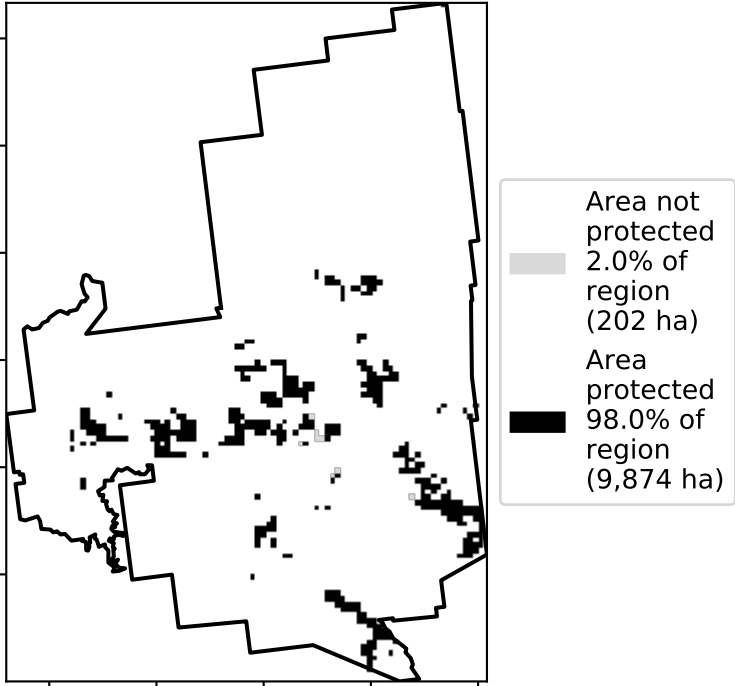 Area not
protected
2.0% of
region
(202 ha)
Area
protected
98.0% of
region
(9,874 ha)